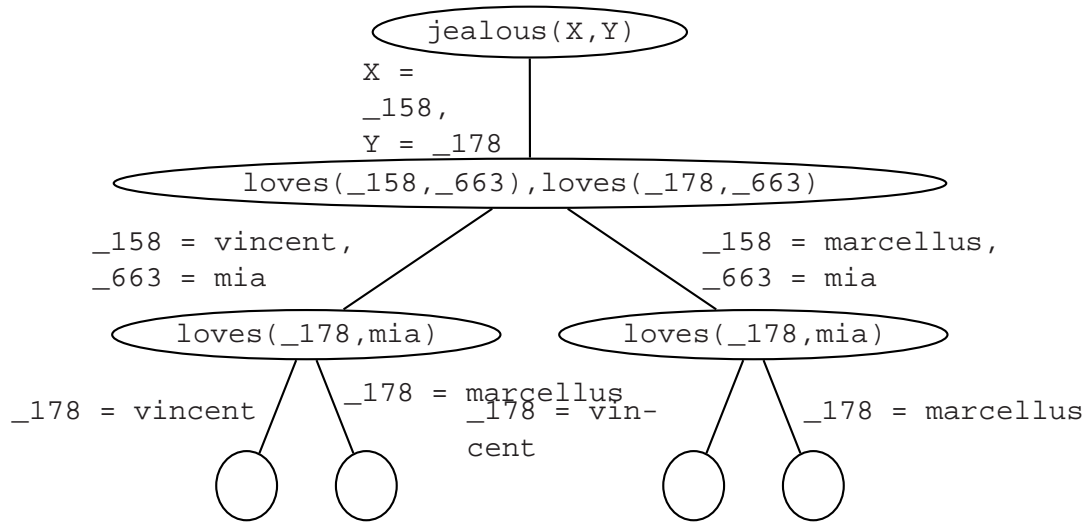 jealous(X,Y)
X =
_158,
Y = _178
loves(_158,_663),loves(_178,_663)
_158 = vincent,
_663 = mia
_158 = marcellus,
_663 = mia
loves(_178,mia)
loves(_178,mia)
_178 = vincent
_178 = marcellus
_178 = vin-
cent
_178 = marcellus